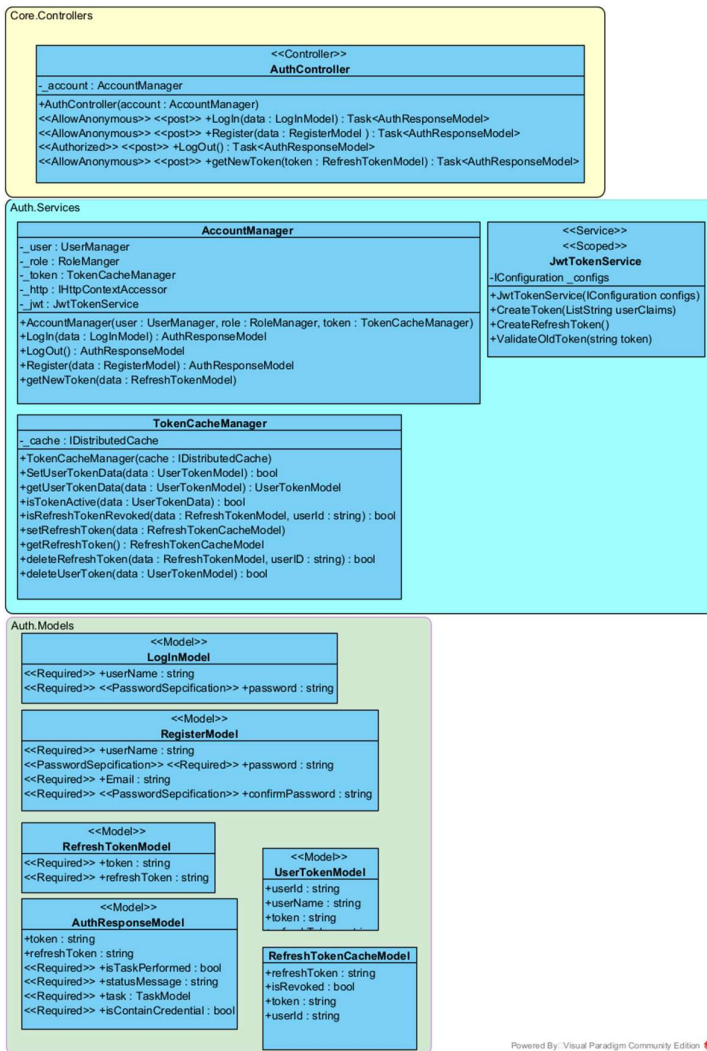 Core.Controllers
<<Controller>>
AuthController
-_account : AccountManager
+AuthController(account : AccountManager)
<<AllowAnonymous>> <<post>> +LogIn(data : LogInModel) : Task<AuthResponseModel>
<<AllowAnonymous>> <<post>> +Register(data : RegisterModel ) : Task<AuthResponseModel>
<<Authorized>> <<post>> +LogOut() : Task<AuthResponseModel>
<<AllowAnonymous>> <<post>> +getNewToken(token : RefreshTokenModel) : Task<AuthResponseModel>
Auth.Services
AccountManager
-_user : UserManager
-_role : RoleManger
-_token : TokenCacheManager
-_http : IHttpContextAccessor
-_jwt : JwtTokenService
+AccountManager(user : UserManager, role : RoleManager, token : TokenCacheManager)
+LogIn(data : LogInModel) : AuthResponseModel
+LogOut() : AuthResponseModel
+Register(data : RegisterModel) : AuthResponseModel
+getNewToken(data : RefreshTokenModel)
<<Service>>
<<Scoped>>
JwtTokenService
-IConfiguration _configs
+JwtTokenService(IConfiguration configs)
+CreateToken(ListString userClaims)
+CreateRefreshToken()
+ValidateOldToken(string token)
TokenCacheManager
-_cache : IDistributedCache
+TokenCacheManager(cache : IDistributedCache)
+SetUserTokenData(data : UserTokenModel) : bool
+getUserTokenData(data : UserTokenModel) : UserTokenModel
+isTokenActive(data : UserTokenData) : bool
+isRefreshTokenRevoked(data : RefreshTokenModel, userId : string) : bool
+setRefreshToken(data : RefreshTokenCacheModel)
+getRefreshToken() : RefreshTokenCacheModel
+deleteRefreshToken(data : RefreshTokenModel, userID : string) : bool
+deleteUserToken(data : UserTokenModel) : bool
Auth.Models
<<Model>>
LogInModel
<<Required>> +userName : string
<<Required>> <<PasswordSepcification>> +password : string
<<Model>>
RegisterModel
<<Required>> +userName : string
<<PasswordSepcification>> <<Required>> +password : string
<<Required>> +Email : string
<<Required>> <<PasswordSepcification>> +confirmPassword : string
<<Model>>
RefreshTokenModel
<<Required>> +token : string
<<Required>> +refreshToken : string
<<Model>>
UserTokenModel
+userId : string
+userName : string
+token : string
<<Model>>
AuthResponseModel
+token : string
+refreshToken : string
<<Required>> +isTaskPerformed : bool
<<Required>> +statusMessage : string
<<Required>> +task : TaskModel
<<Required>> +isContainCredential : bool
RefreshTokenCacheModel
+refreshToken : string
+isRevoked : bool
+token : string
+userId : string
Powered By Visual Paradigm Community Edition